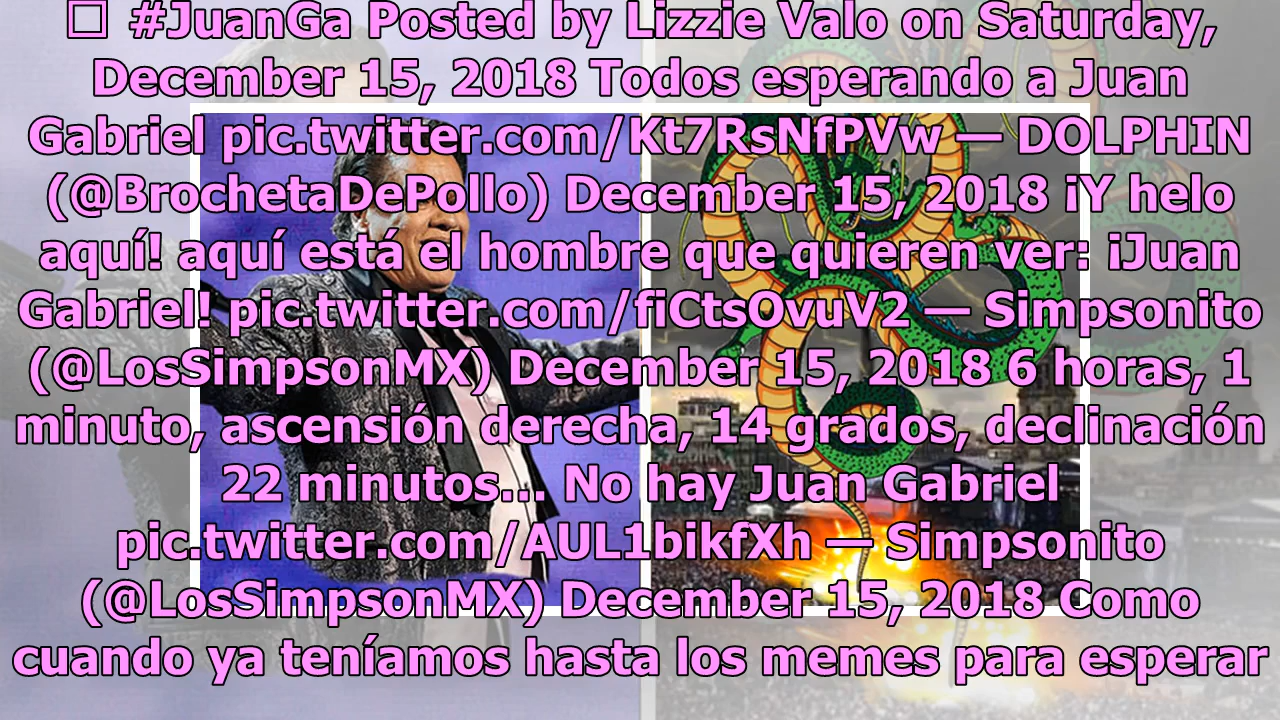 □ #JuanGa Posted by Lizzie Valo on Saturday,
December 15, 2018 Todos esperando a Juan
Gabriel pic.twitter.com/Kt7RsNfPVw — DOLPHIN
(@BrochetaDePollo) December 15, 2018 ¡Y helo
aquí! aquí está el hombre que quieren ver: ¡Juan
Gabriel! pic.twitter.com/fiCtsOvuV2 — Simpsonito
(@LosSimpsonMX) December 15, 2018 6 horas, 1
minuto, ascensión derecha, 14 grados, declinación
22 minutos... No hay Juan Gabriel
pic.twitter.com/AUL1bikfXh — Simpsonito
(@LosSimpsonMX) December 15, 2018 Como
cuando ya teníamos hasta los memes para esperar